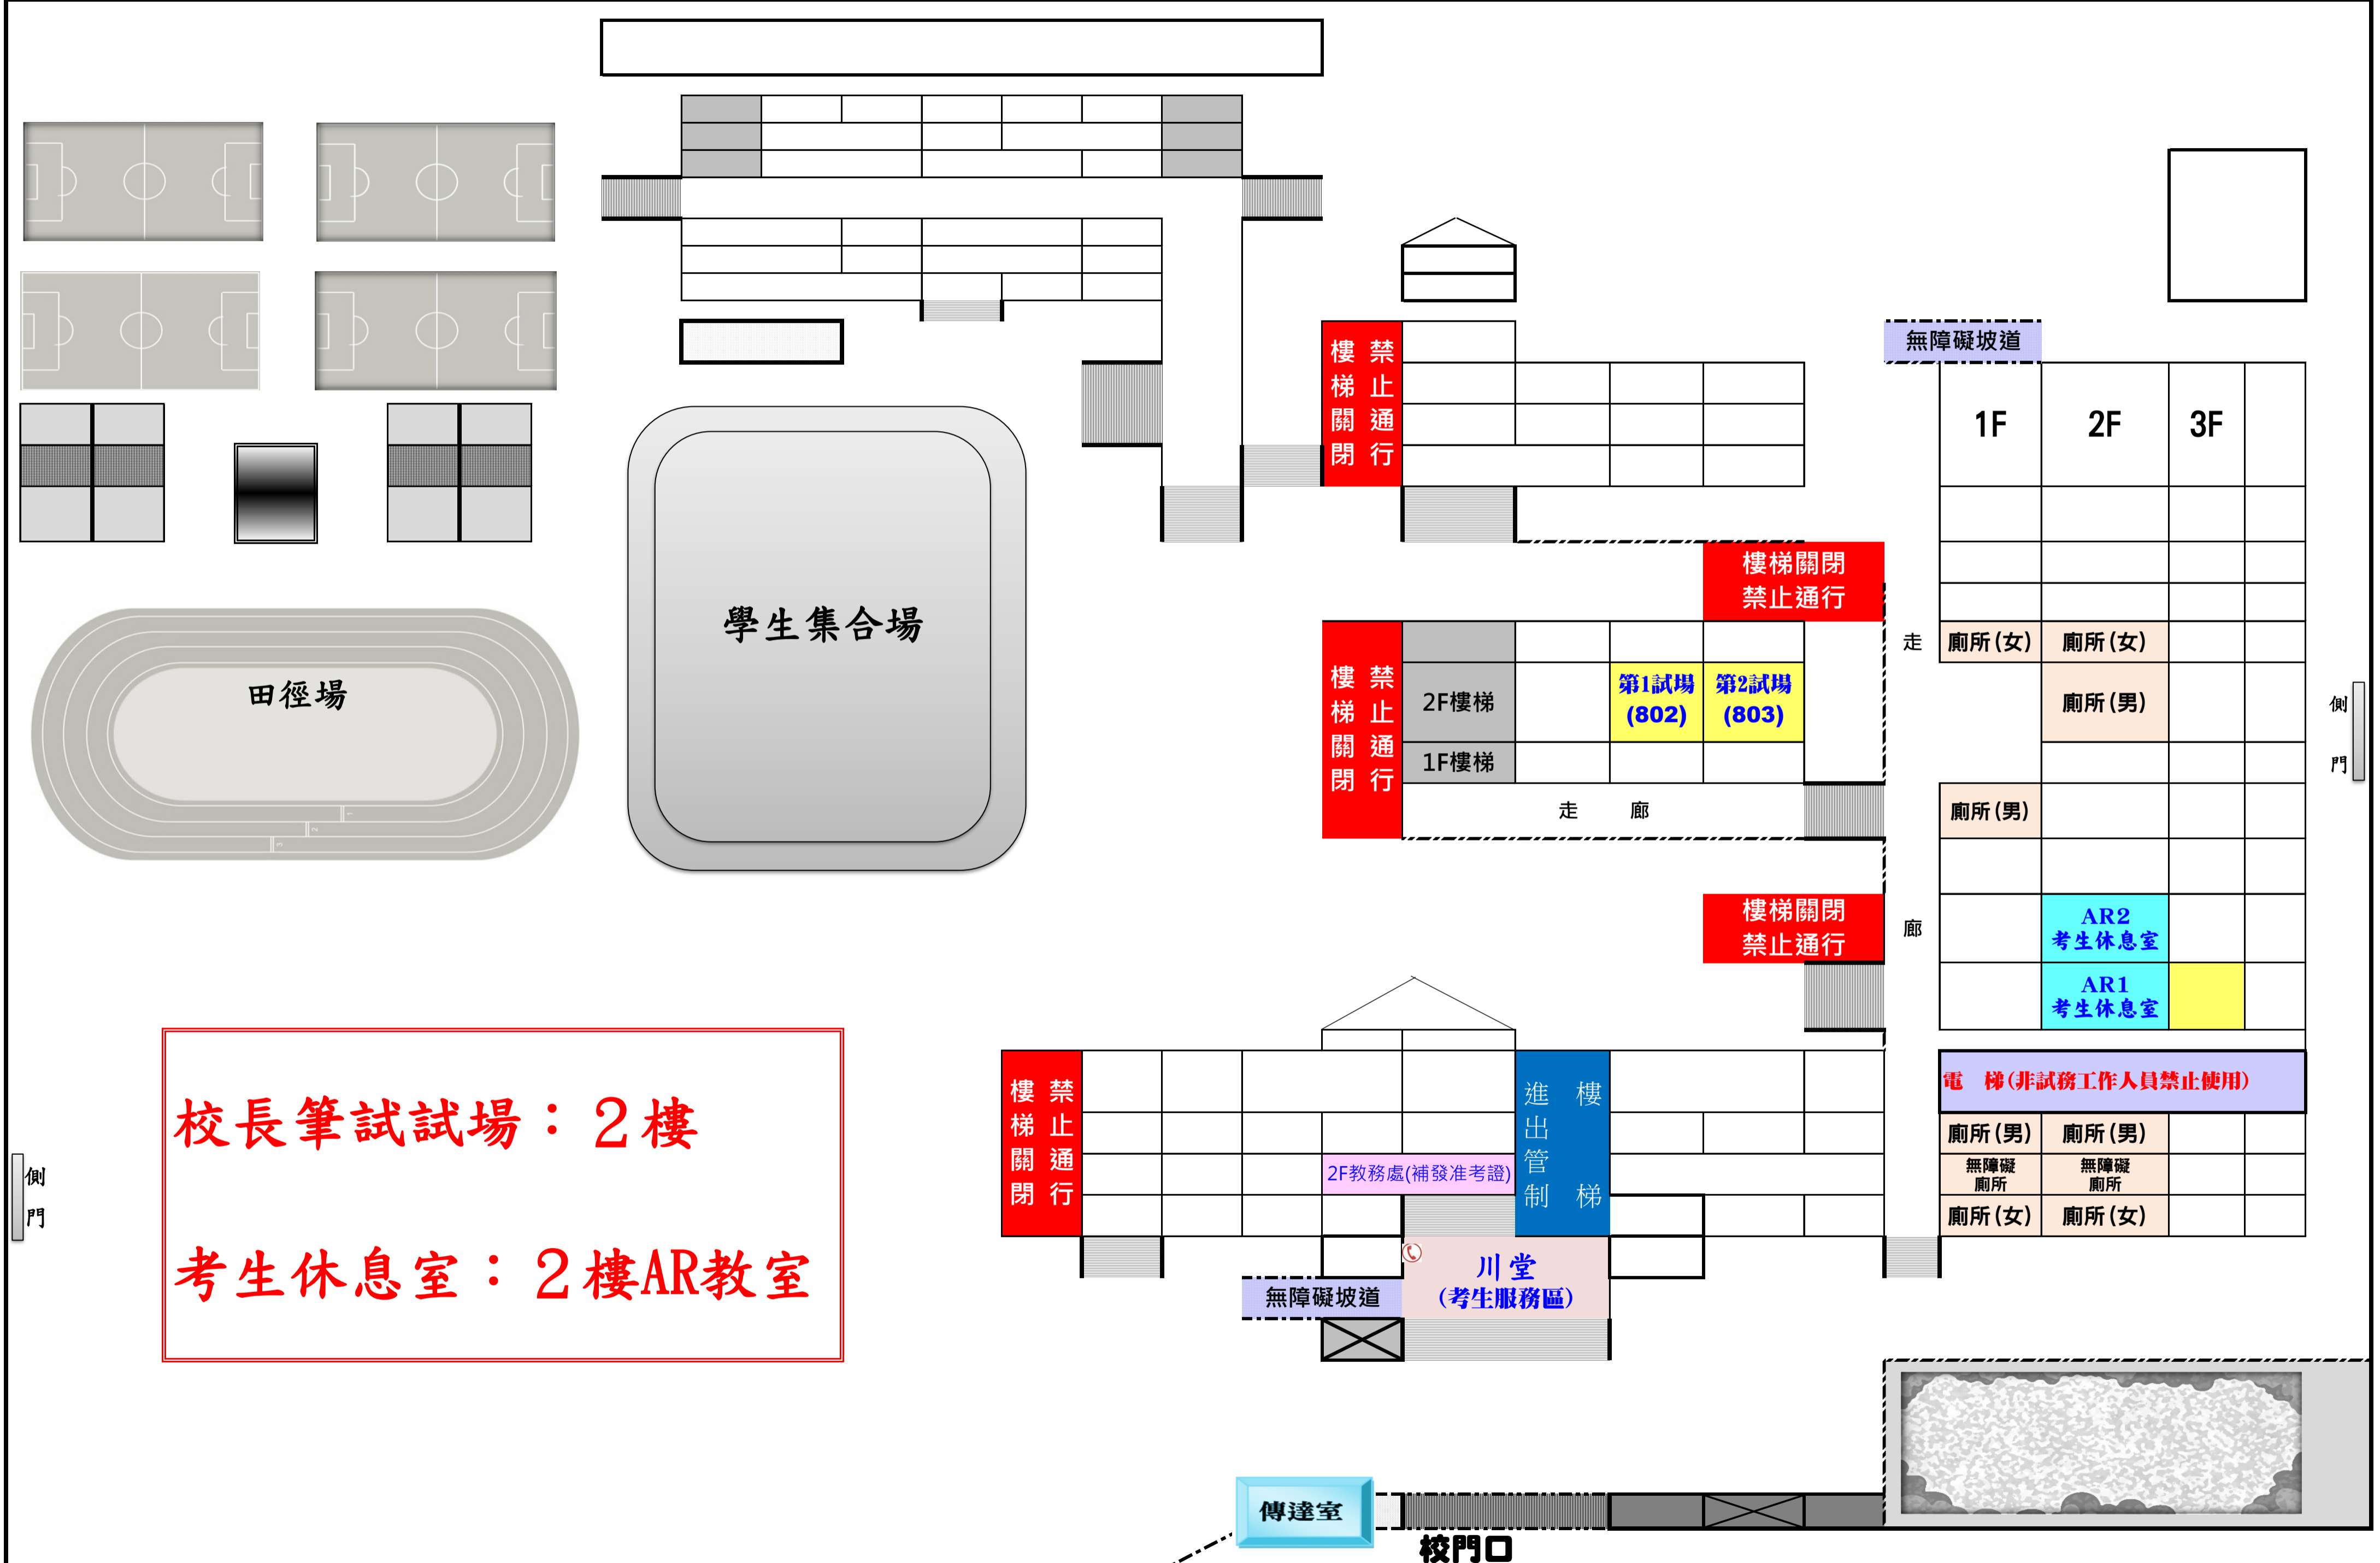 無障礙坡道
樓梯關閉
禁止通行
1F
2F
3F
樓梯關閉
禁止通行
學生集合場
走
廁所(女)
廁所(女)
田徑場
樓梯關閉
禁止通行
2F樓梯
第1試場
(802)
第2試場
(803)
廁所(男)
側
門
1F樓梯
走 廊
廁所(男)
樓梯關閉
禁止通行
廊
AR2
考生休息室
AR1
考生休息室
校長筆試試場：２樓
考生休息室：２樓AR教室
樓梯關閉
禁止通行
進出管制
樓梯
電 梯(非試務工作人員禁止使用)
廁所(男)
廁所(男)
2F教務處(補發准考證)
無障礙
廁所
無障礙
廁所
側
門
廁所(女)
廁所(女)
川堂
(考生服務區)
無障礙坡道
傳達室
校門口